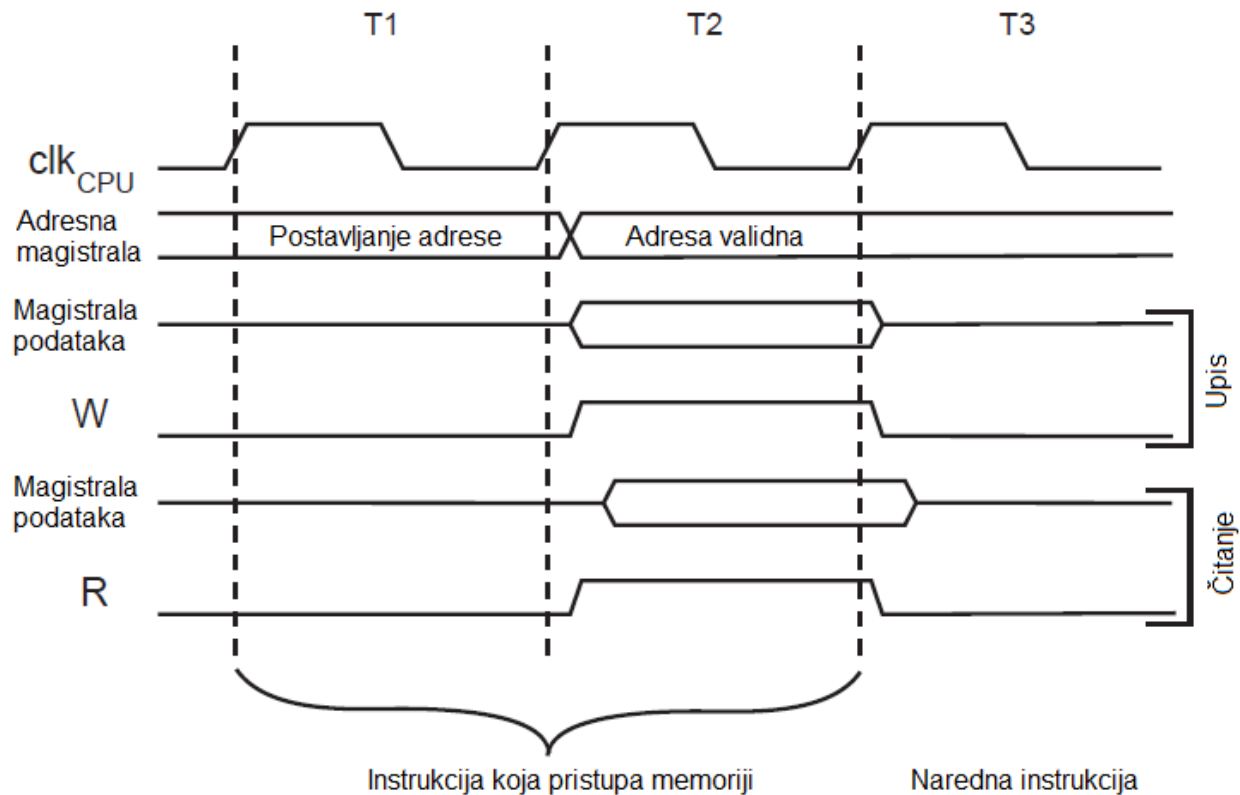 T1 T2 T3
clk CPU
Adresna
magistrala
Postavljanje adrese
Adresa validna
Magistrala
podataka
Upis
W
Magistrala
podataka
Čitanje
R
Instrukcija koja pristupa memoriji
Naredna instrukcija